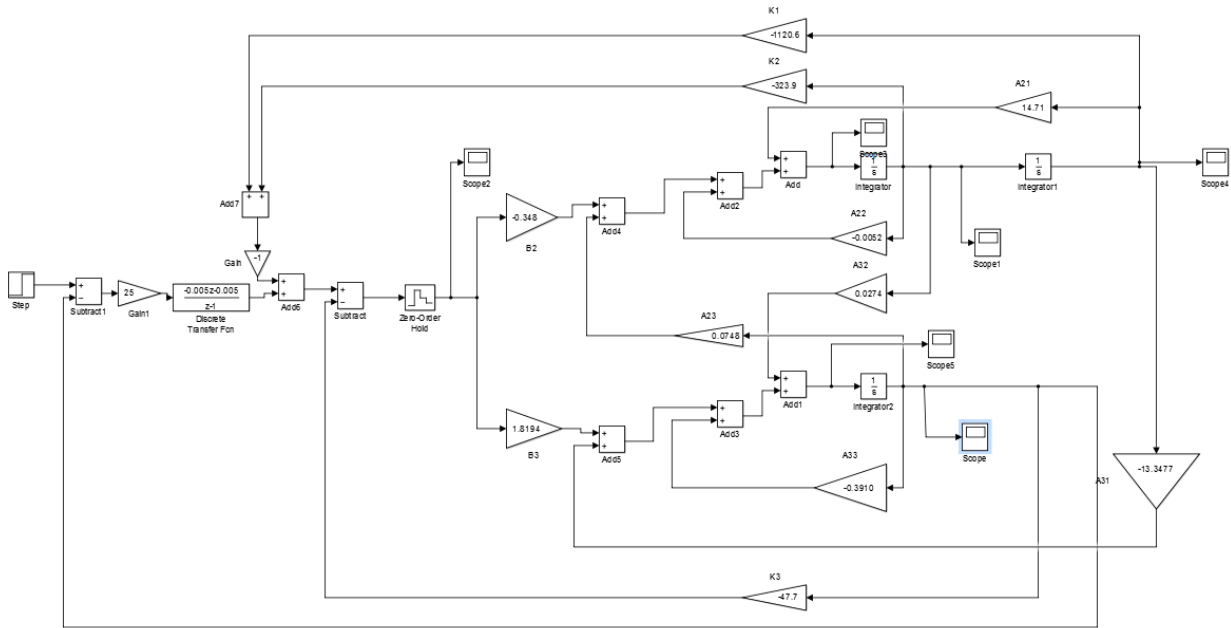 K1
-1120.6
K2
-323.9
A21
14.71
Scope3
Scope2
Add
1
s
Integrator
1
s
Integrator1
Scope4
Add7
+ +
-0.348
B2
Add4
Add2
A22
-0.0052
Scope1
Gain
-1
A32
0.0274
Step
Subtract1
25
Gain1
-0.005z-0.005
z-1
Discrete
Transfer Fcn
Add6
Subtract
Zero-Order
Hold
A23
0.0748
Scope5
Add1
1
s
Integrator2
1.8194
B3
Add5
Add3
Scope
A33
-0.3910
-13.3477
A31
K3
-47.7